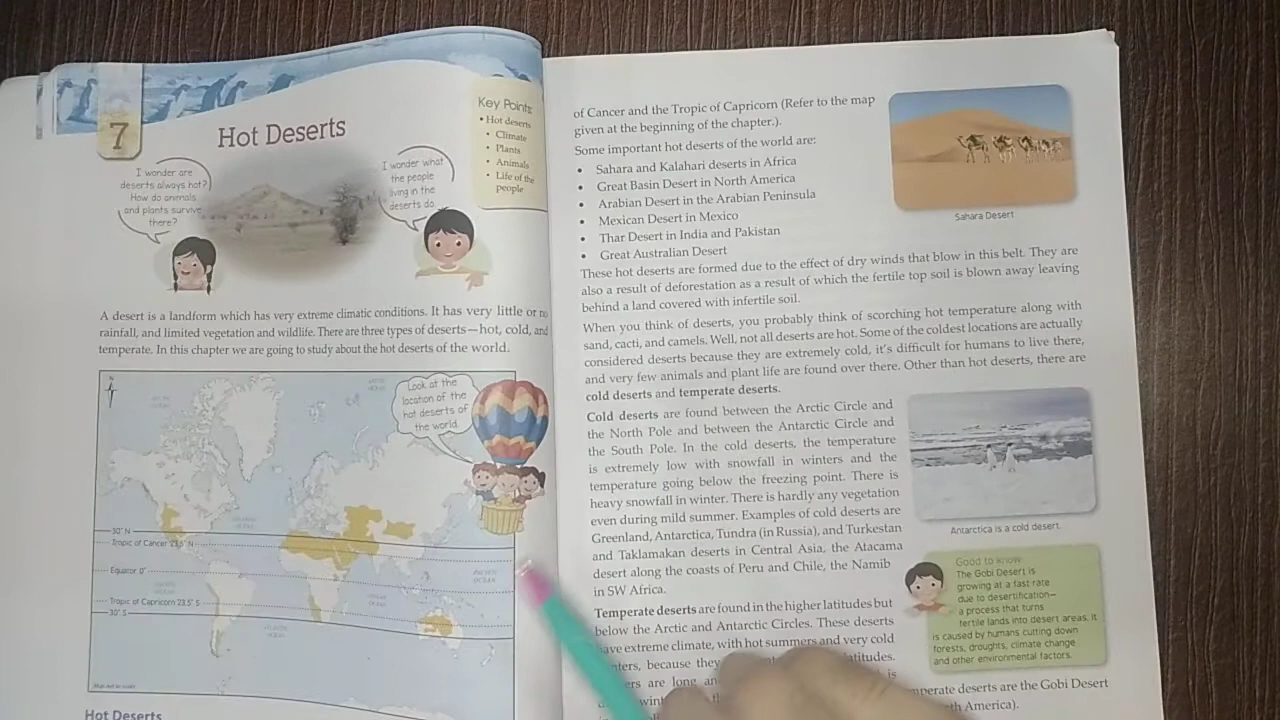 7
Hot Deserts
Key Points
• Hot deserts
• Climate
• Plants
• Animals
• Life of the
people
I wonder are
deserts always hot?
How do animals
and plants survive
there?
I wonder what
the people
living in the
deserts do.
A desert is a landform which has very extreme climatic conditions. It has very little or no
rainfall, and limited vegetation and wildlife. There are three types of deserts—hot, cold, and
temperate. In this chapter we are going to study about the hot deserts of the world.
N
Look at the
location of the
hot deserts of
the world.
30° N
Tropic of Cancer 23.5° N
Equator 0°
Tropic of Capricorn 23.5° S
30° S
Hot Deserts
of Cancer and the Tropic of Capricorn (Refer to the map
given at the beginning of the chapter.).
Some important hot deserts of the world are:
• Sahara and Kalahari deserts in Africa
• Great Basin Desert in North America
• Arabian Desert in the Arabian Peninsula
• Mexican Desert in Mexico
• Thar Desert in India and Pakistan
• Great Australian Desert
Sahara Desert
These hot deserts are formed due to the effect of dry winds that blow in this belt. They are
also a result of deforestation as a result of which the fertile top soil is blown away leaving
behind a land covered with infertile soil.
When you think of deserts, you probably think of scorching hot temperature along with
sand, cacti, and camels. Well, not all deserts are hot. Some of the coldest locations are actually
considered deserts because they are extremely cold, it's difficult for humans to live there,
and very few animals and plant life are found over there. Other than hot deserts, there are
cold deserts and temperate deserts.
Cold deserts are found between the Arctic Circle and
the North Pole and between the Antarctic Circle and
the South Pole. In the cold deserts, the temperature
is extremely low with snowfall in winters and the
temperature going below the freezing point. There is
heavy snowfall in winter. There is hardly any vegetation
even during mild summer. Examples of cold deserts are
Greenland, Antarctica, Tundra (in Russia), and Turkestan
and Taklamakan deserts in Central Asia, the Atacama
desert along the coasts of Peru and Chile, the Namib
in SW Africa.
Antarctica is a cold desert.
Good to know
The Gobi Desert is
growing at a fast rate
due to desertification—
a process that turns
fertile lands into desert areas. It
is caused by humans cutting down
forests, droughts, climate change
and other environmental factors.
Temperate deserts are found in the higher latitudes but
below the Arctic and Antarctic Circles. These deserts
have extreme climate, with hot summers and very cold
because they latitudes.
are long is
temperate deserts are the Gobi Desert
America).